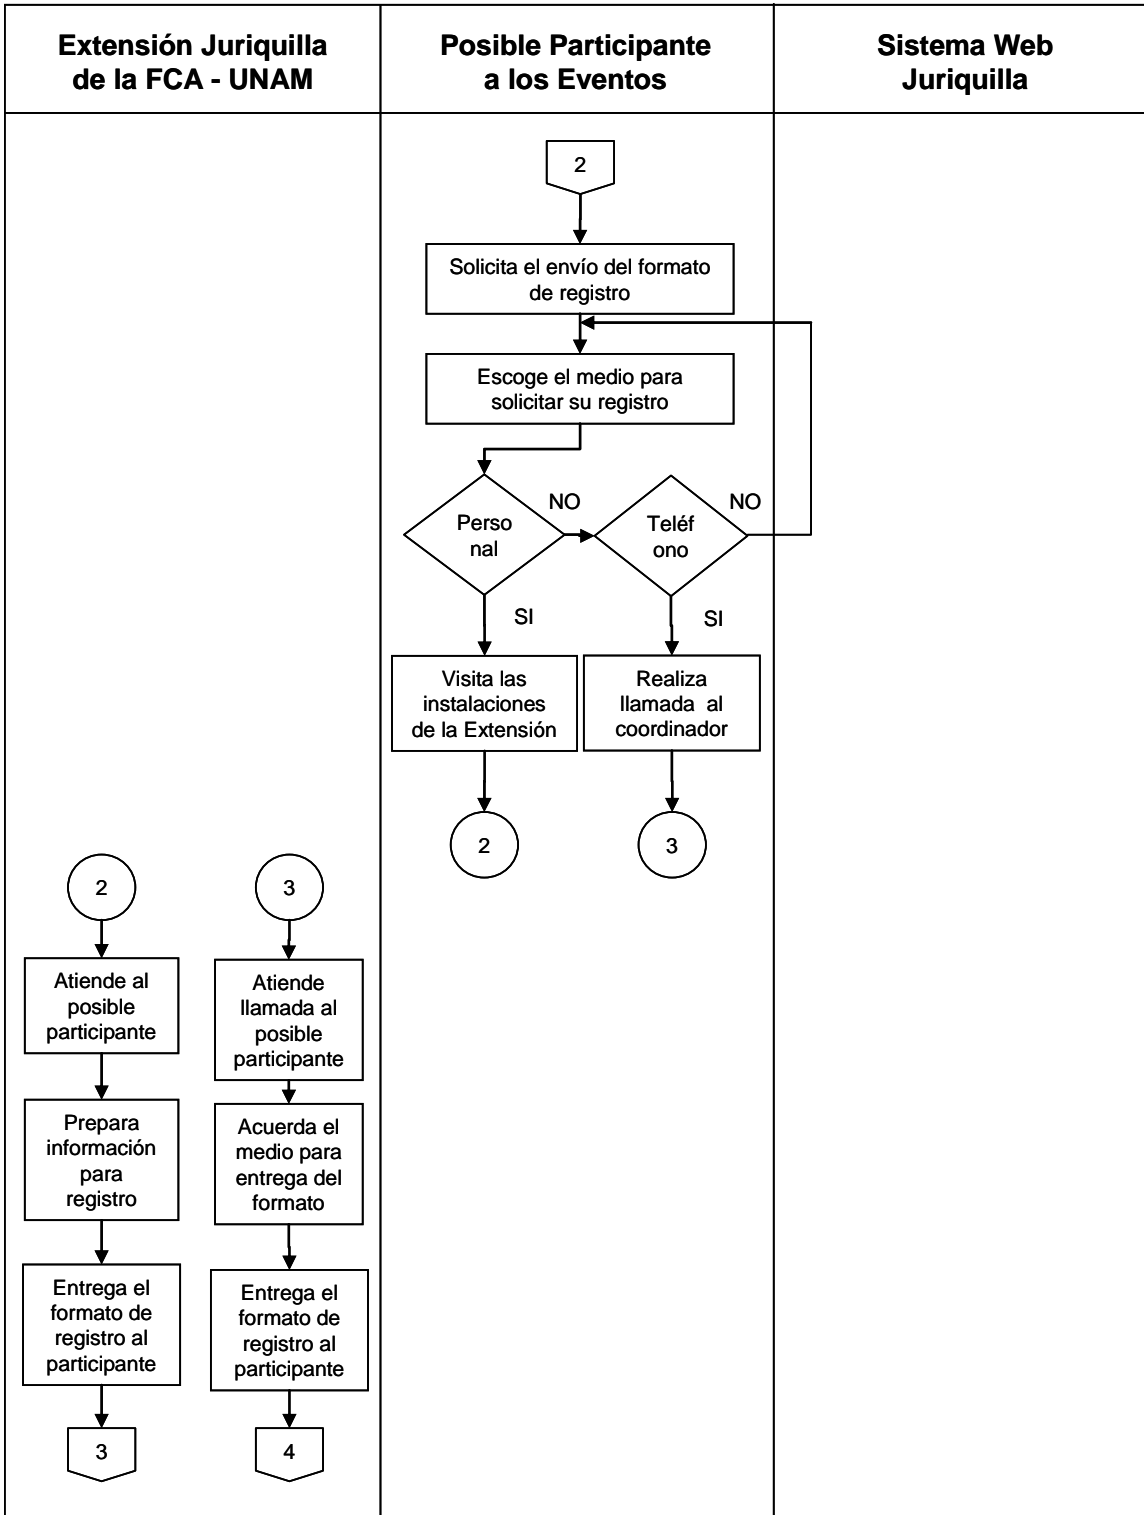 Extensión Juriquilla
de la FCA - UNAM
Posible Participante
a los Eventos
Sistema Web
Juriquilla
2
Solicita el envío del formato
de registro
Escoge el medio para
solicitar su registro
Perso
nal
NO
Teléf
ono
NO
SI
SI
Visita las
instalaciones
de la Extensión
Realiza
llamada al
coordinador
2
3
2
3
Atiende al
posible
participante
Atiende
llamada al
posible
participante
Prepara
información
para
registro
Acuerda el
medio para
entrega del
formato
Entrega el
formato de
registro al
participante
Entrega el
formato de
registro al
participante
3
4